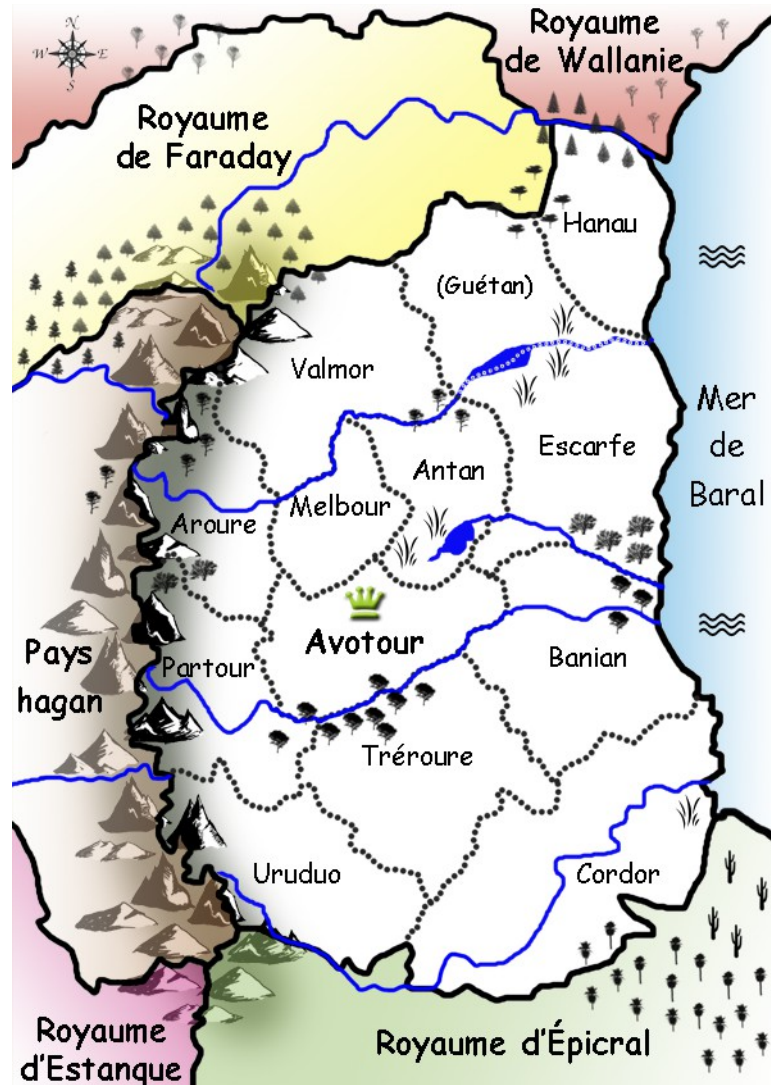 N
W E
S
Royaume
de Wallanie
Royaume
de Faraday
Hanau
(Guétan)
Valmor
Mer
de
Baral
Escarfe
Antan
Melbour
Aroure
Avotour
Pays
hagan
Partour
Banian
Tréroure
Uruduo
Cordor
Royaume
d'Estanque
Royaume d'Épicral